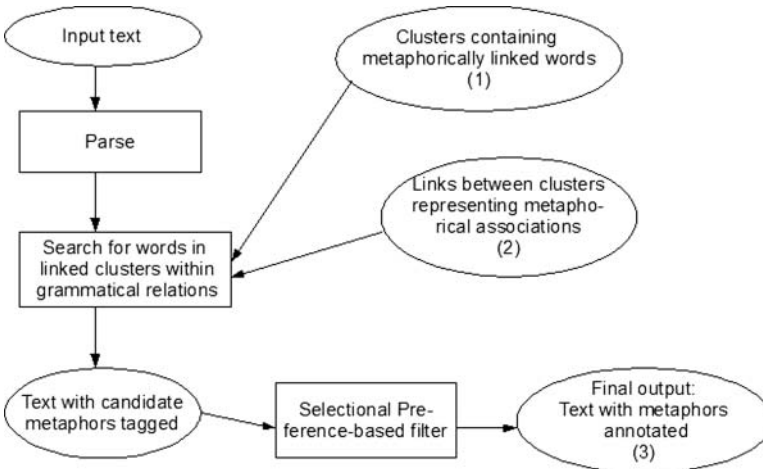 Input text
Clusters containing
metaphorically linked words
(1)
Parse
Links between clusters
representing metapho-
rical associations
(2)
Search for words in
linked clusters within
grammatical relations
Text with candidate
metaphors tagged
Selectional Pre-
ference-based filter
Final output:
Text with metaphors
annotated
(3)